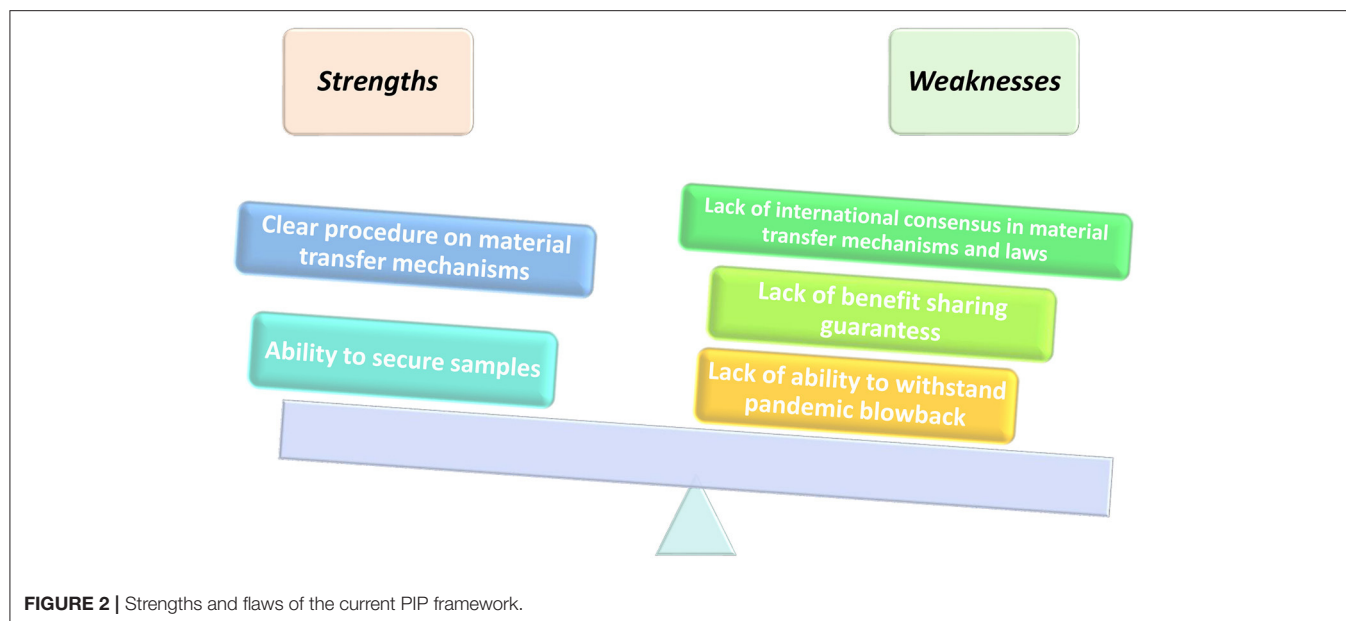 Strengths
Weaknesses
Clear procedure on material
transfer mechanisms
Ability to secure samples
Lack of international consensus in material
transfer mechanisms and laws
Lack of benefit sharing
guarantess
Lack of ability to withstand
pandemic blowback
FIGURE 2 | Strengths and flaws of the current PIP framework.